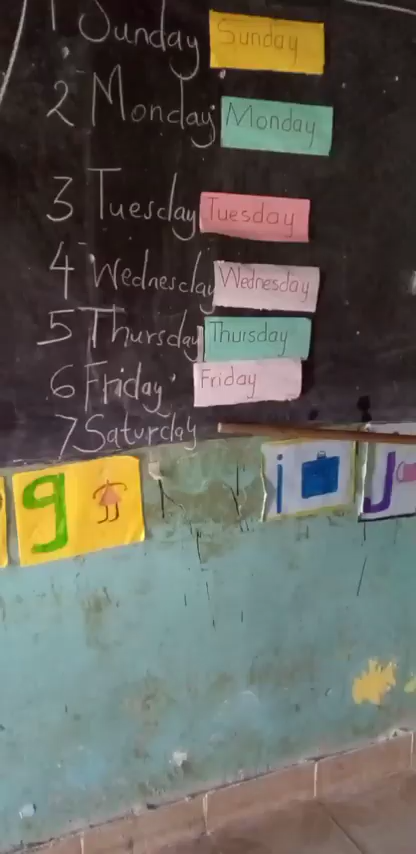 1 Sunday Sunday
2 Monday Monday
3 Tuesday Tuesday
4 Wednesday Wednesday
5 Thursday Thursday
6 Friday Friday
7 Saturday
g i J